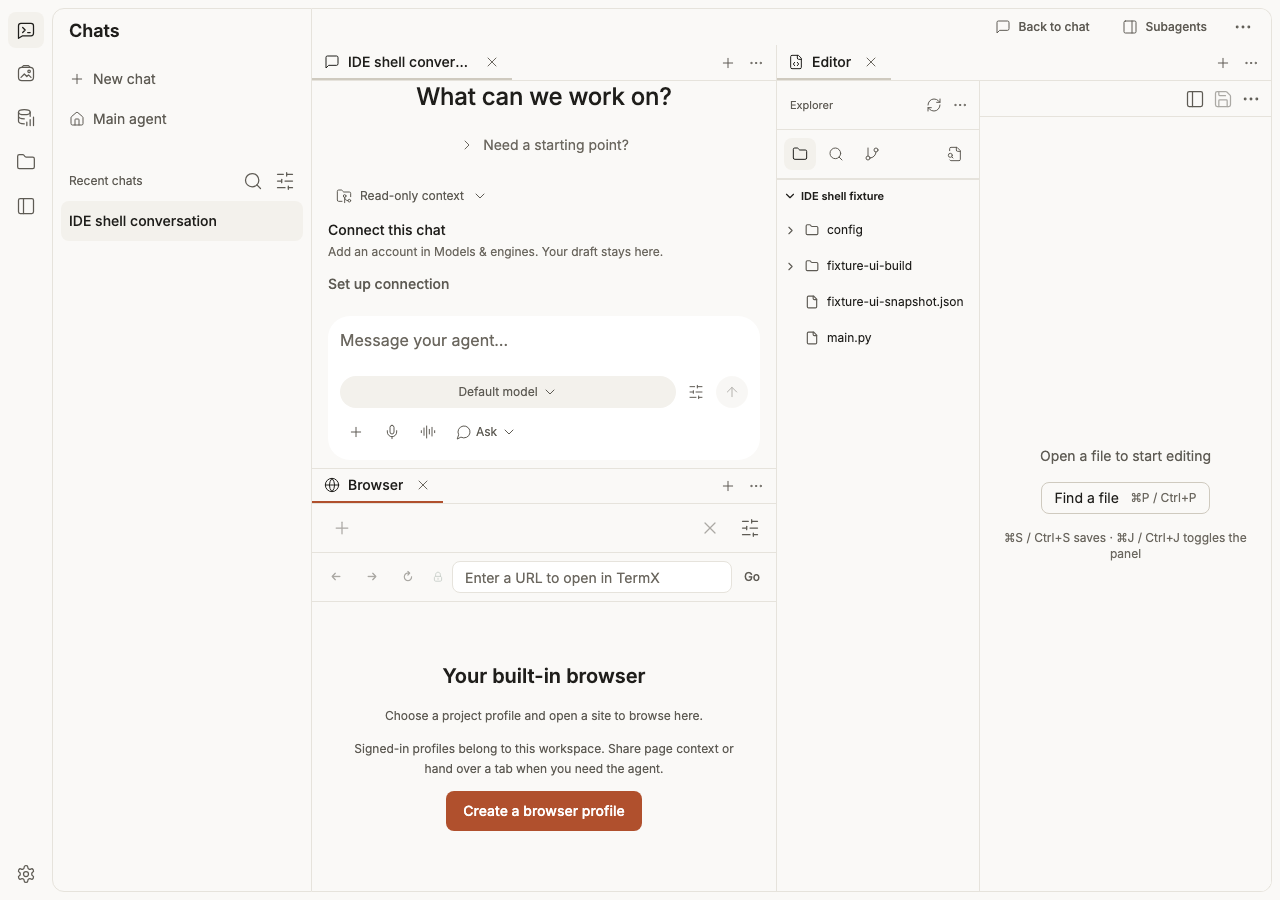 Chats
New chat
Main agent
Recent chats
IDE shell conversation
Back to chat
Subagents
IDE shell conver...
What can we work on?
Need a starting point?
Read-only context
Connect this chat
Add an account in Models & engines. Your draft stays here.
Set up connection
Message your agent...
Default model
Ask
Browser
Enter a URL to open in TermX
Go
Your built-in browser
Choose a project profile and open a site to browse here.
Signed-in profiles belong to this workspace. Share page context or
hand over a tab when you need the agent.
Create a browser profile
Editor
Explorer
IDE shell fixture
config
fixture-ui-build
fixture-ui-snapshot.json
main.py
Open a file to start editing
Find a file ⌘P / Ctrl+P
⌘S / Ctrl+S saves · ⌘J / Ctrl+J toggles the
panel